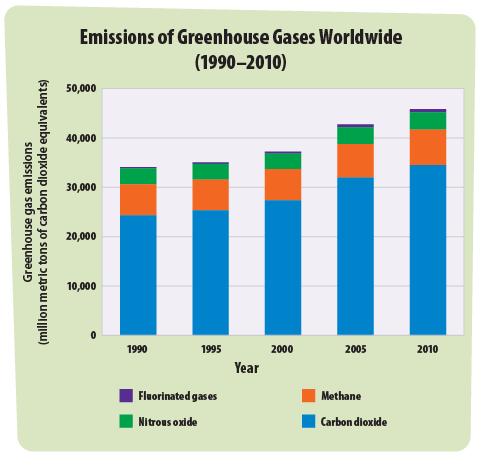 Emissions of Greenhouse Gases Worldwide
(1990–2010)
Greenhouse gas emissions
(million metric tons of carbon dioxide equivalents)
50,000
40,000
30,000
20,000
10,000
0
1990 1995 2000 2005 2010
Year
Fluorinated gases Methane
Nitrous oxide Carbon dioxide